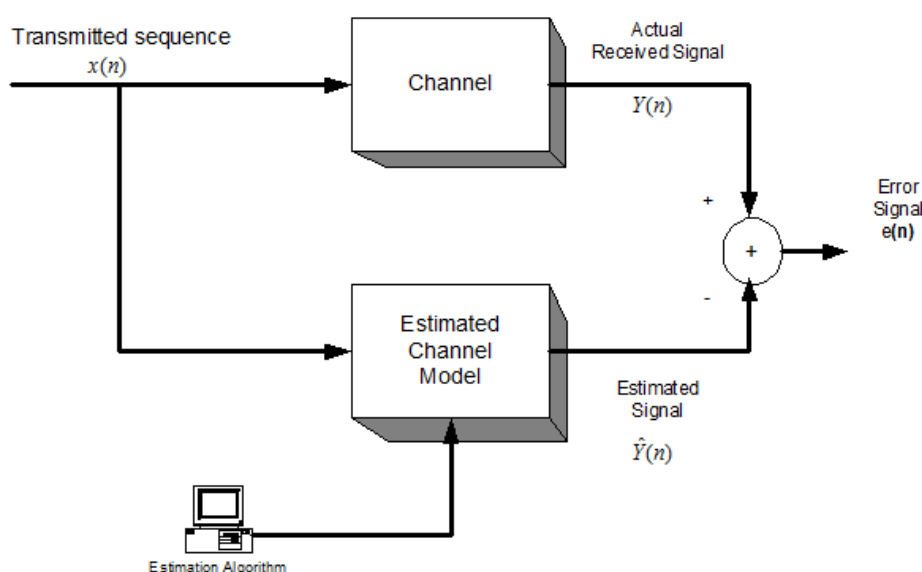 Transmitted sequence
x(n)
Channel
Actual
Received Signal
Y(n)
+
+
-
Error
Signal
e(n)
Estimated
Channel
Model
Estimated
Signal
Ŷ(n)
Estimation Algorithm